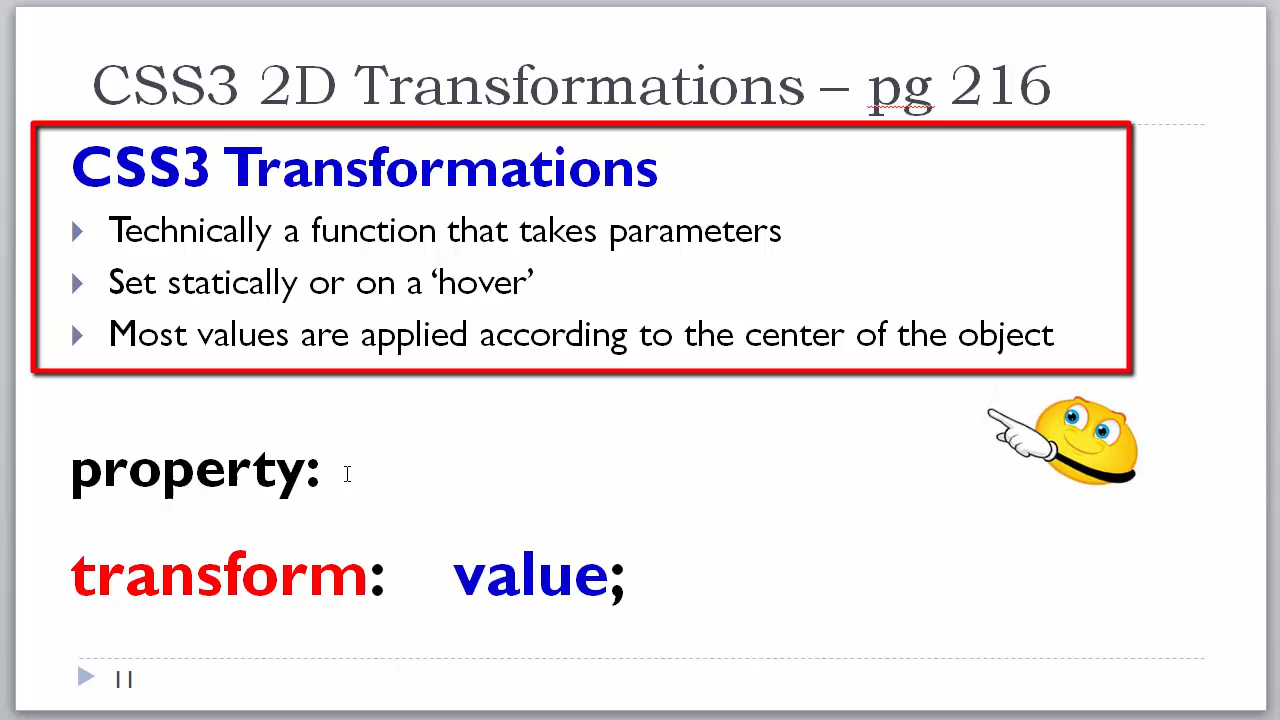 CSS3 2D Transformations – pg 216
CSS3 Transformations
Technically a function that takes parameters
Set statically or on a ‘hover’
Most values are applied according to the center of the object
property:
transform: value;
11